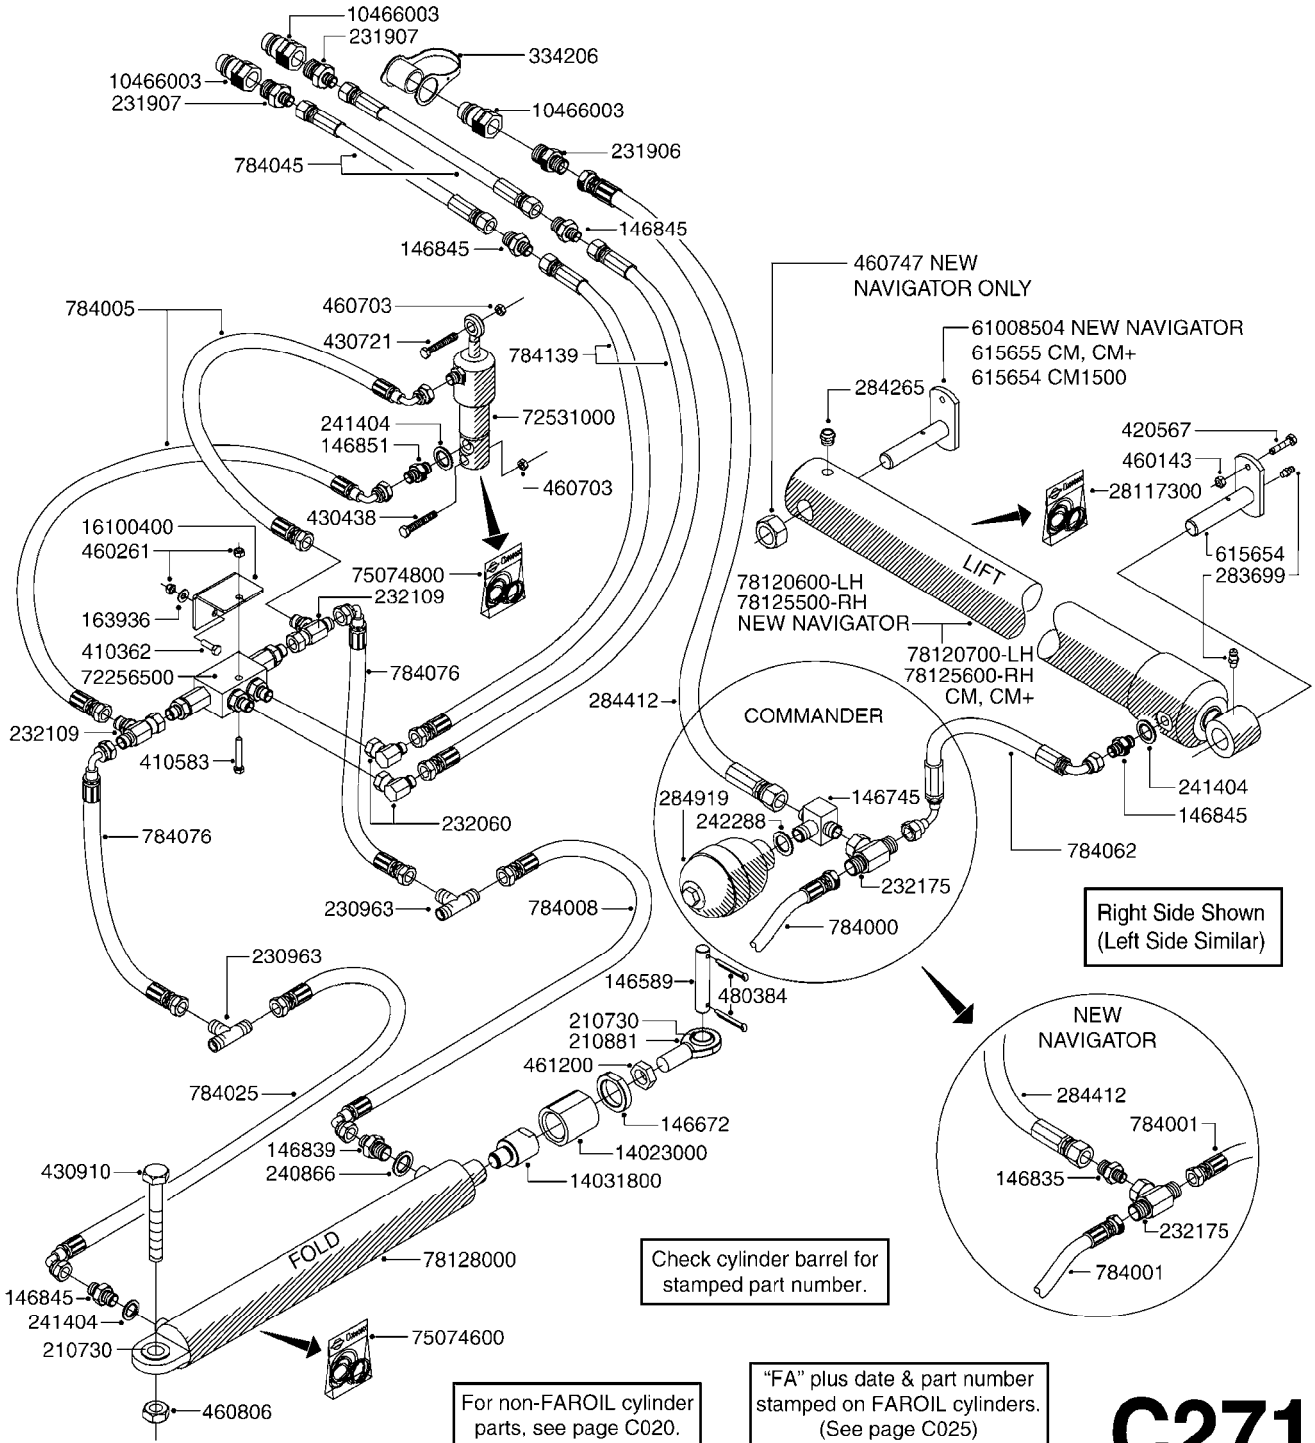 10466003
231907
334206
10466003
231907
10466003
231906
784045
146845
146845
460747 NEW
NAVIGATOR ONLY
784005
460703
430721
784139
61008504 NEW NAVIGATOR
615655 CM, CM+
615654 CM1500
284265
72531000
241404
146851
420567
460143
28117300
460703
430438
16100400
460261
LIFT
615654
283699
75074800
232109
78120600-LH
78125500-RH
NEW NAVIGATOR
163936
410362
72256500
784076
78120700-LH
78125600-RH
CM, CM+
284412
COMMANDER
232109
410583
284919
242288
146745
241404
146845
784076
232060
784062
232175
230963
784008
784000
Right Side Shown
(Left Side Similar)
230963
146589
480384
210730
210881
461200
NEW
NAVIGATOR
784025
146672
284412
784001
146839
240866
14023000
14031800
430910
146835
232175
FOLD
78128000
Check cylinder barrel for
stamped part number.
784001
146845
241404
210730
75074600
460806
For non-FAROIL cylinder
parts, see page C020.
“FA” plus date & part number
stamped on FAROIL cylinders.
(See page C025)
C271